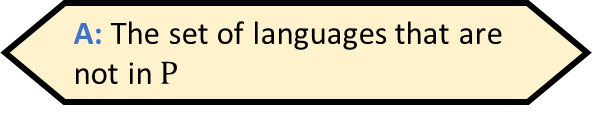 A: The set of languages that are
not in P